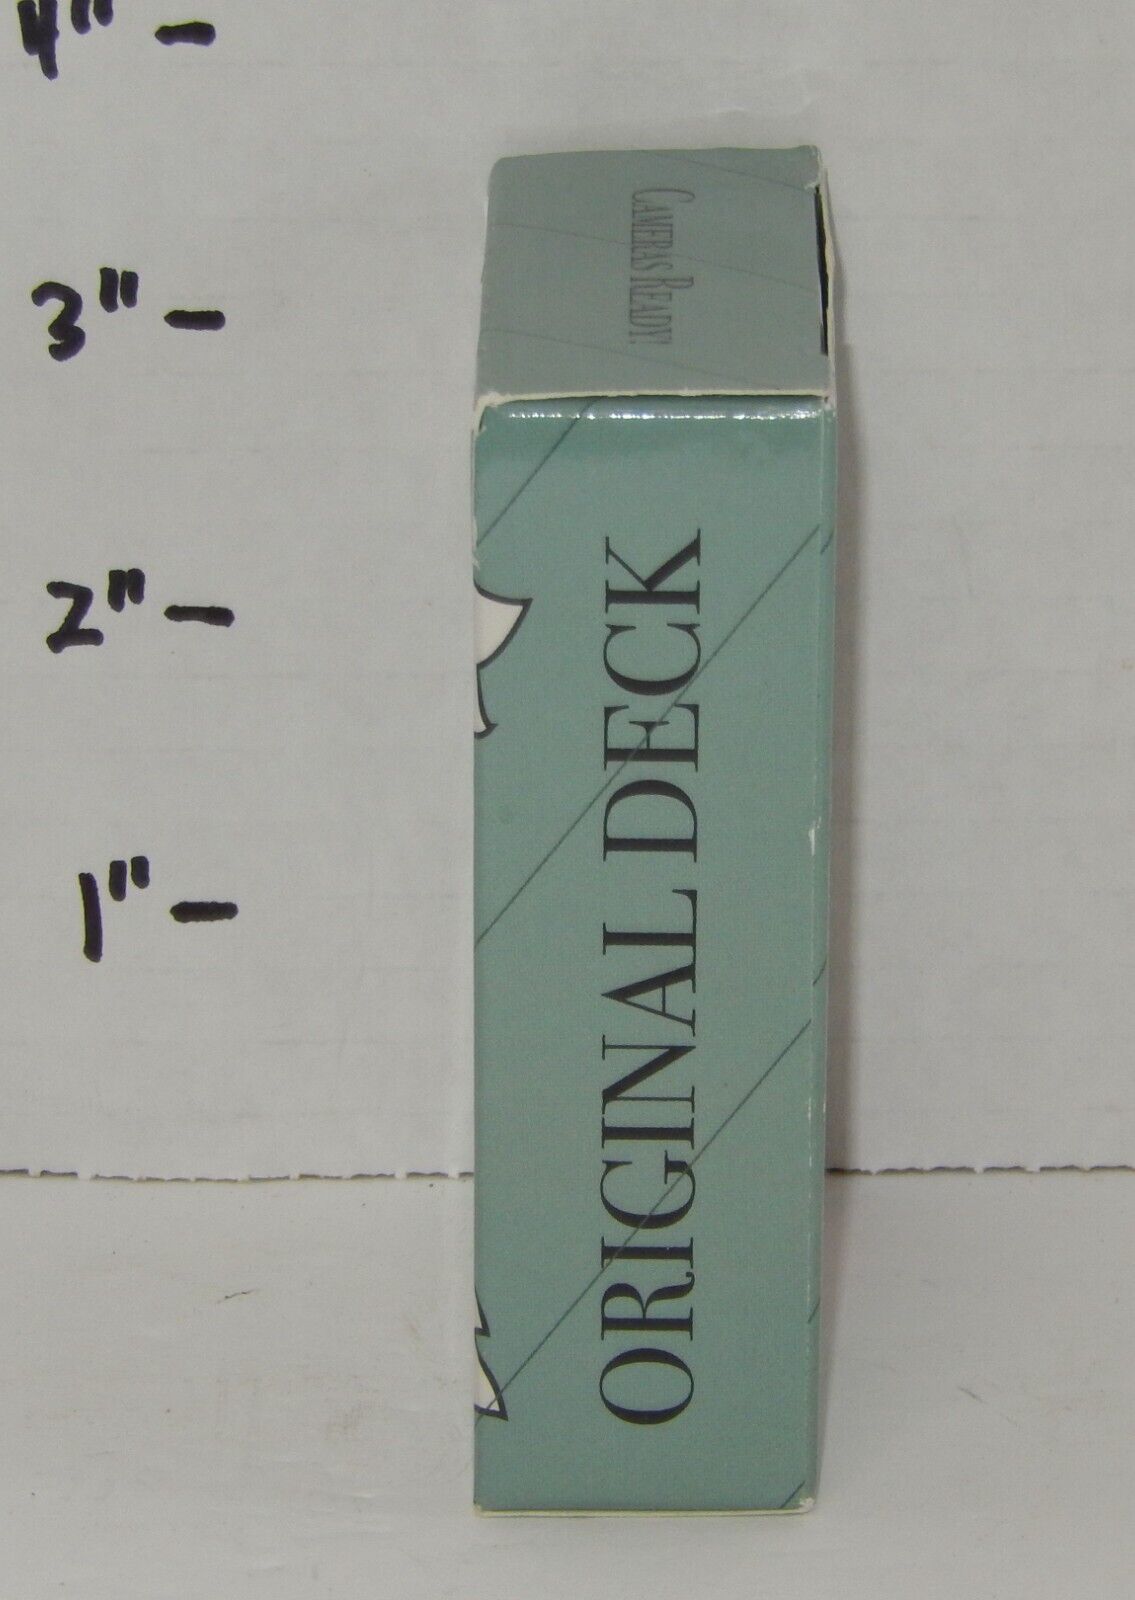 4" -
3" -
2" -
1" -
CAMERAS READY!
ORIGINAL DECK